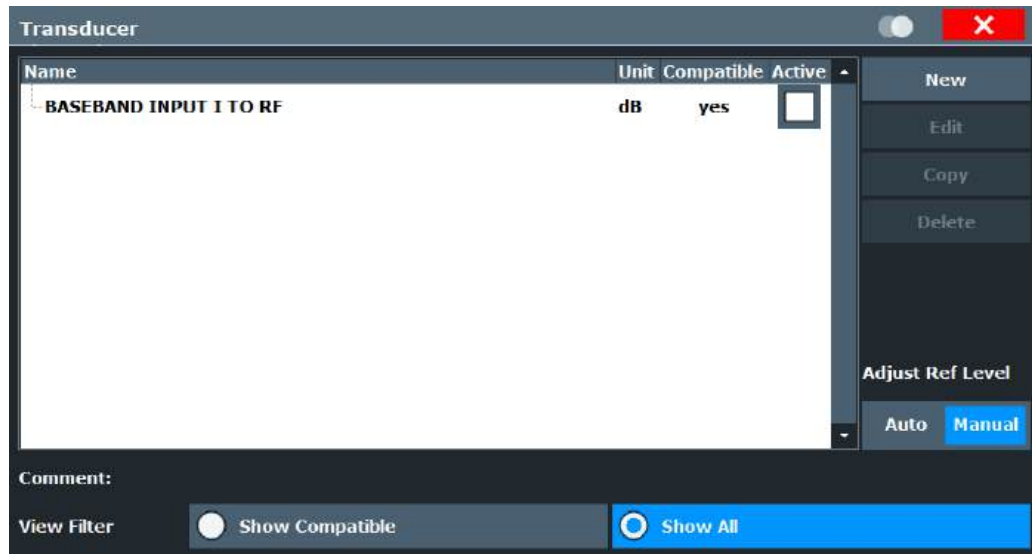 Transducer
Name Unit Compatible Active
New
BASEBAND INPUT I TO RF dB yes
Edit
Copy
Delete
Adjust Ref Level
Auto Manual
Comment:
View Filter Show Compatible Show All